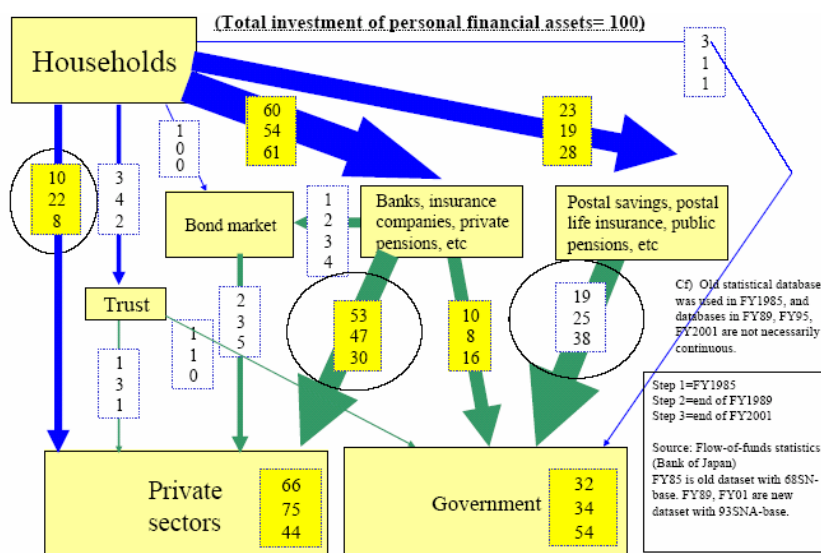 (Total investment of personal financial assets= 100)
Households
3
1
1
60
54
61
23
19
28
1
0
0
10
22
8
3
4
2
Bond market
1
2
3
4
Banks, insurance
companies, private
pensions, etc
Postal savings, postal
life insurance, public
pensions, etc
Trust
2
3
5
53
47
30
10
8
16
19
25
38
Cf) Old statistical database
was used in FY1985, and
databases in FY89, FY95,
FY2001 are not necessarily
continuous.
1
3
1
1
1
0
Step 1=FY1985
Step 2=end of FY1989
Step 3=end of FY2001
Source: Flow-of-funds statistics
(Bank of Japan)
FY85 is old dataset with 68SN-
base. FY89, FY01 are new
dataset with 93SNA-base.
Private
sectors
66
75
44
Government
32
34
54